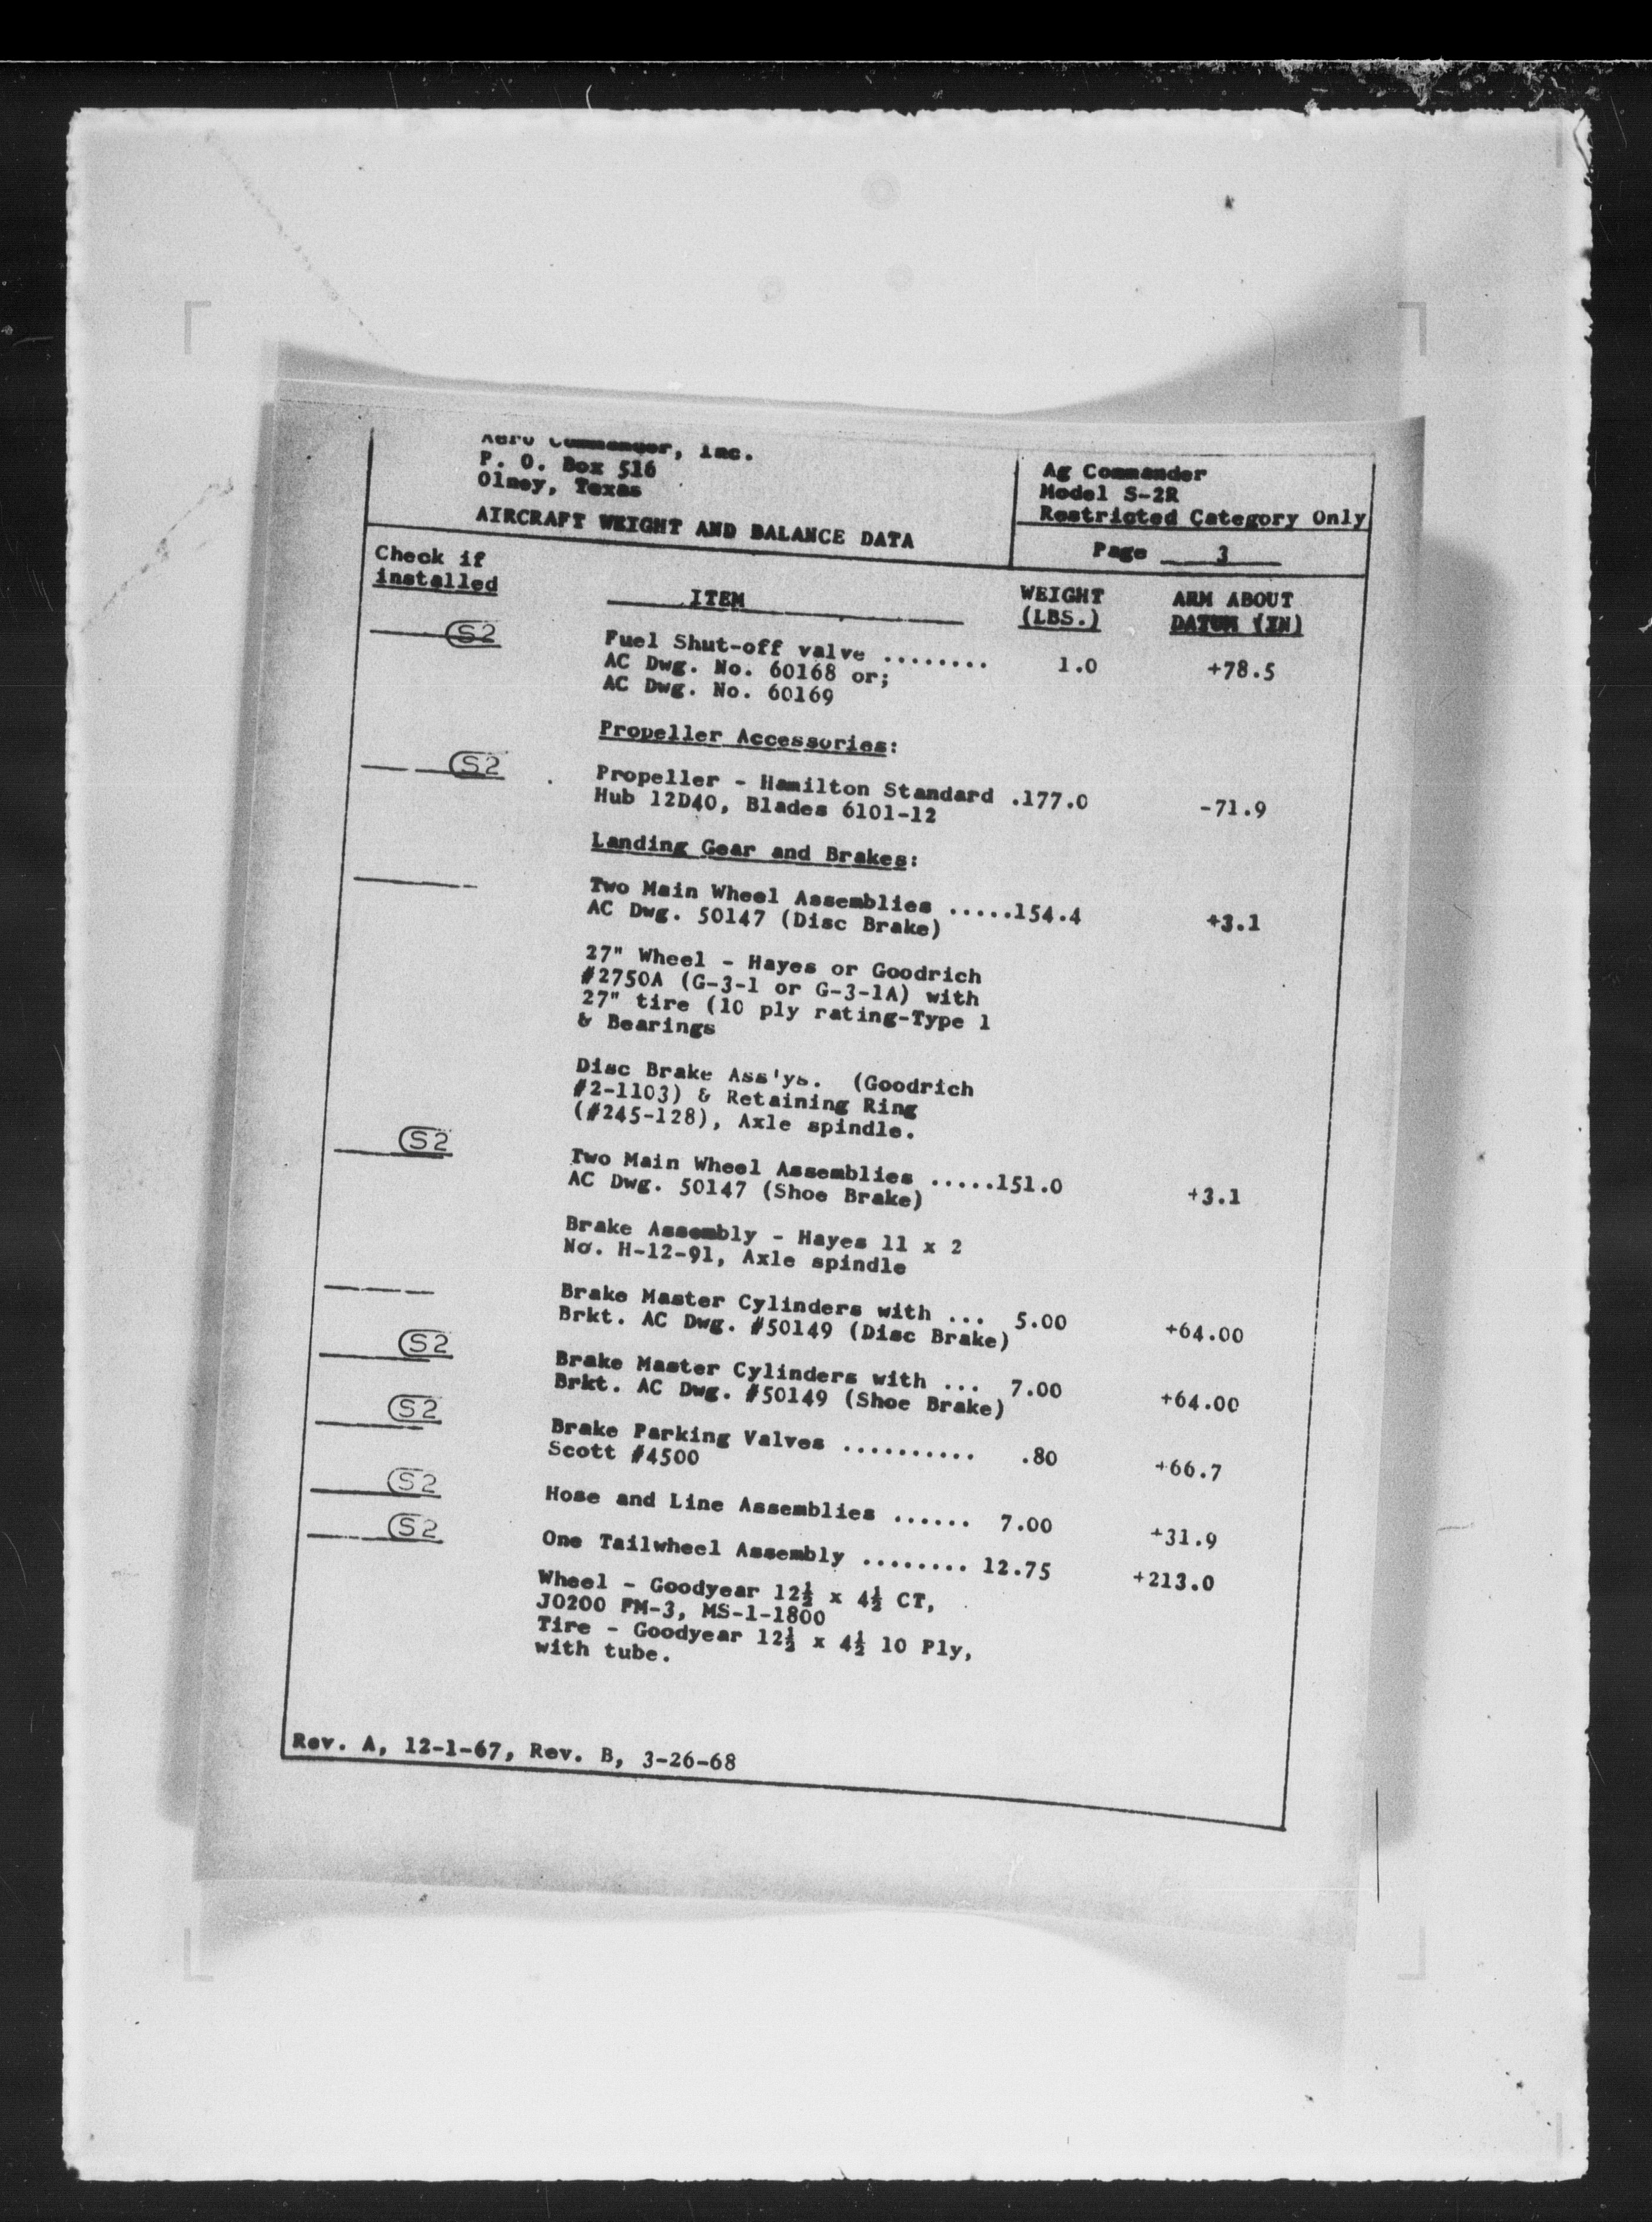 Aero Commander, Inc.
P. O. Box 516
Olney, Texas
AIRCRAFT WEIGHT AND BALANCE DATA
Ag Commander
Model S-2R
Restricted Category Only
Page 3
Check if
installed
ITEM
WEIGHT
(LBS.)
ARM ABOUT
DATUM (IN)
S2 Fuel Shut-off valve ........ 1.0 +78.5
AC Dwg. No. 60168 or;
AC Dwg. No. 60169
Propeller Accessories:
S2 Propeller - Hamilton Standard .177.0 -71.9
Hub 12D40, Blades 6101-12
Landing Gear and Brakes:
Two Main Wheel Assemblies .....154.4 +3.1
AC Dwg. 50147 (Disc Brake)
27" Wheel - Hayes or Goodrich
#2750A (G-3-1 or G-3-1A) with
27" tire (10 ply rating-Type 1
& Bearings
Disc Brake Ass'ys. (Goodrich
#2-1103) & Retaining Ring
(#245-128), Axle spindle.
S2 Two Main Wheel Assemblies .....151.0 +3.1
AC Dwg. 50147 (Shoe Brake)
Brake Assembly - Hayes 11 x 2
No. H-12-91, Axle spindle
Brake Master Cylinders with ... 5.00 +64.00
Brkt. AC Dwg. #50149 (Disc Brake)
S2 Brake Master Cylinders with ... 7.00 +64.00
Brkt. AC Dwg. #50149 (Shoe Brake)
S2 Brake Parking Valves .......... .80 +66.7
Scott #4500
S2 Hose and Line Assemblies ...... 7.00 +31.9
S2 One Tailwheel Assembly ........ 12.75 +213.0
Wheel - Goodyear 12½ x 4½ CT,
J0200 FM-3, MS-1-1800
Tire - Goodyear 12½ x 4½ 10 Ply,
with tube.
Rev. A, 12-1-67, Rev. B, 3-26-68